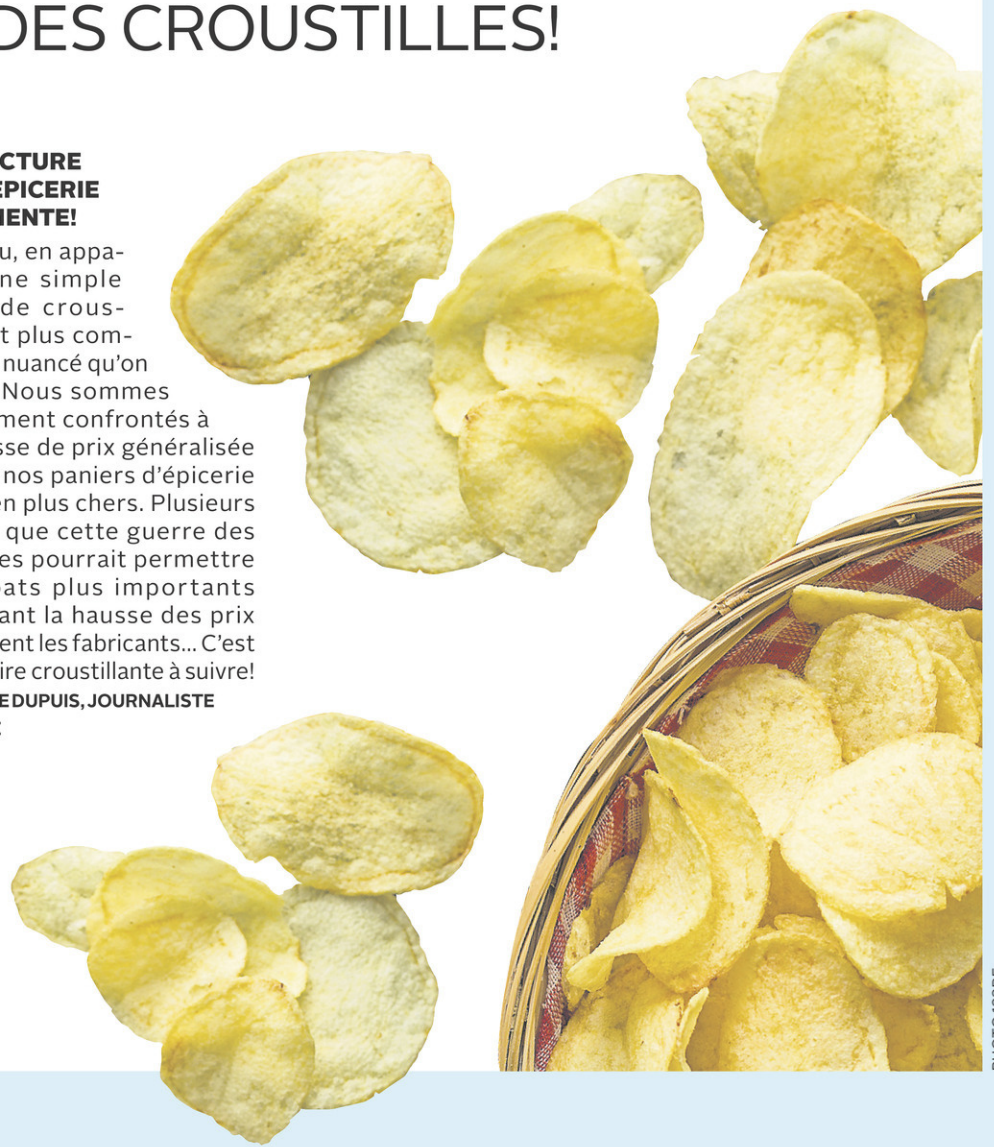 DES CROUSTILLES!
CTURE
EPICERIE
IENTE!
u, en appa-
ne simple
de crous-
t plus com-
nuancé qu’on
Nous sommes
ment confrontés à
sse de prix généralisée
nos paniers d’épicerie
en plus chers. Plusieurs
que cette guerre des
es pourrait permettre
ats plus importants
ant la hausse des prix
ent les fabricants... C’est
ire croustillante à suivre!
E DUPUIS, JOURNALISTE